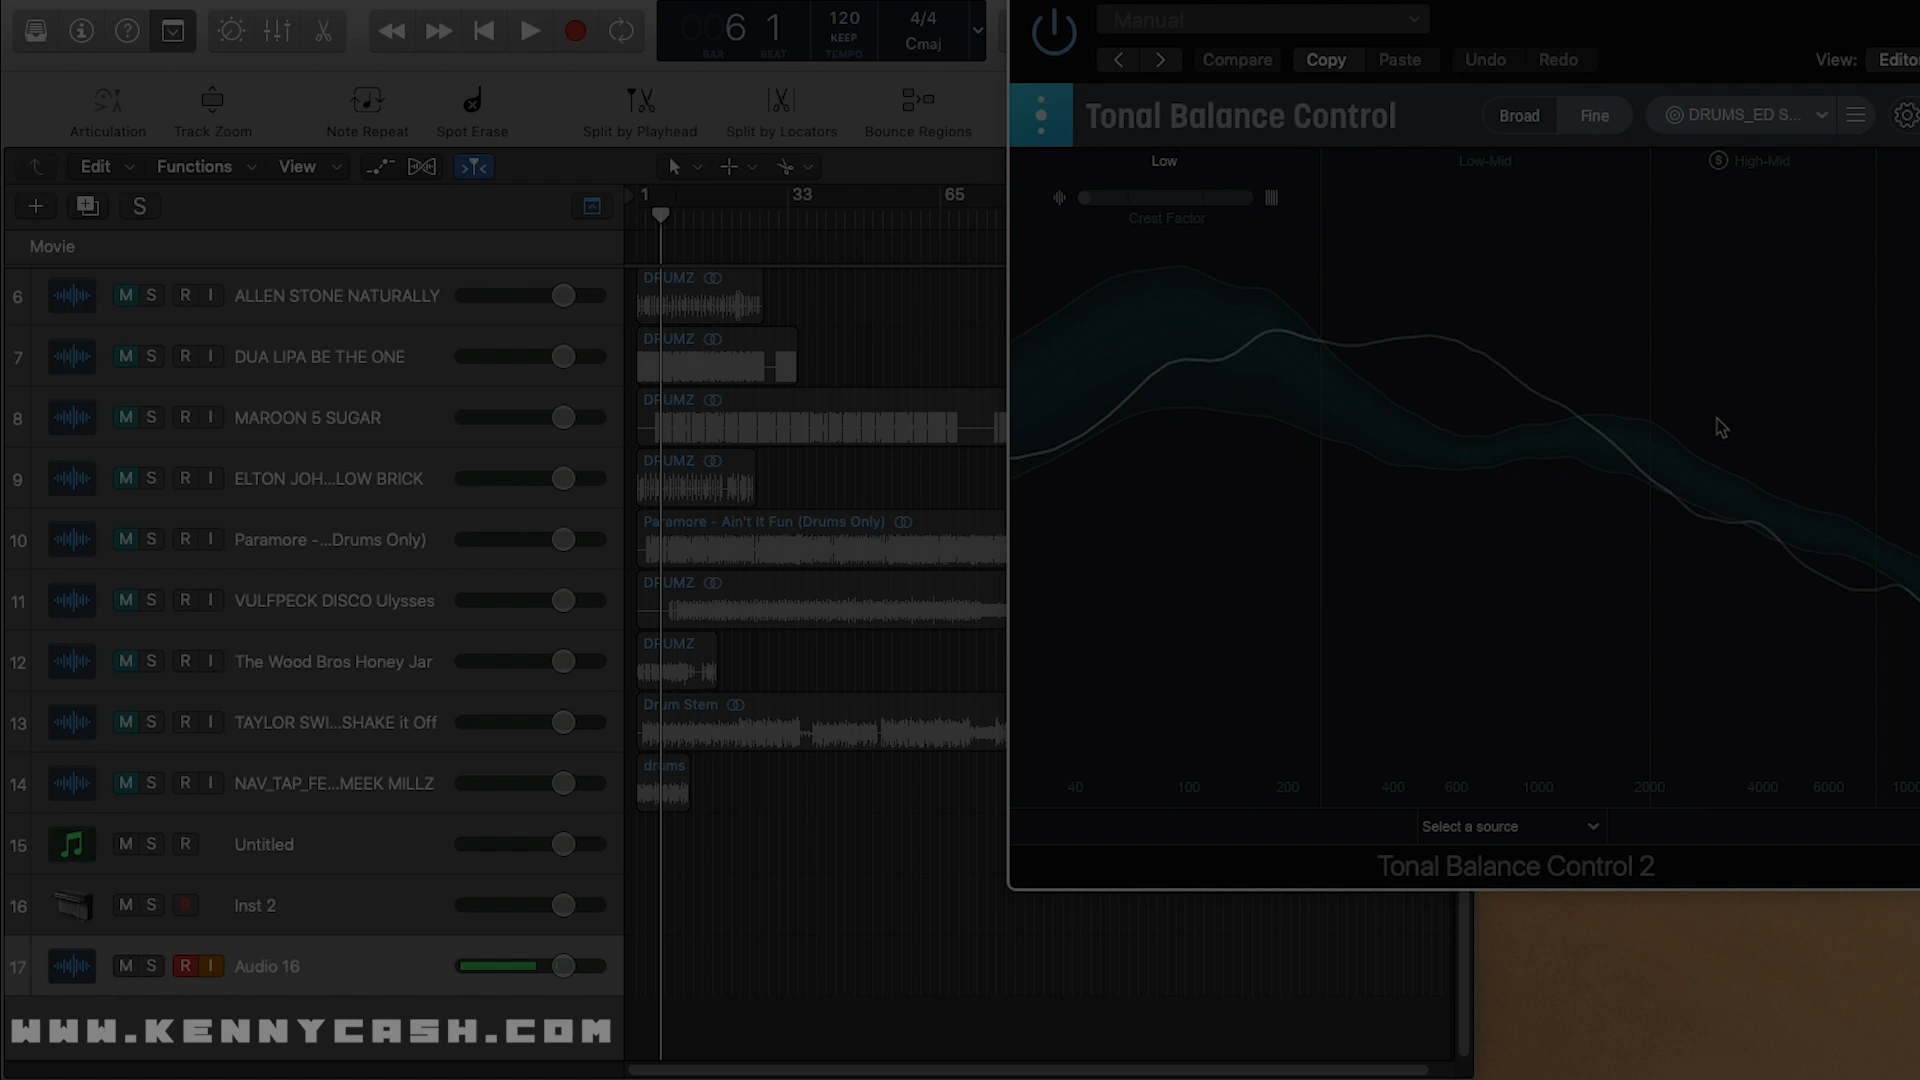 006 1
BAR BEAT
120
KEEP
TEMPO
4/4
Cmaj
Articulation Track Zoom Note Repeat Spot Erase Split by Playhead Split by Locators Bounce Regions
Edit Functions View
S
1 33 65
Movie
6 M S R I ALLEN STONE NATURALLY
DRUMZ
7 M S R I DUA LIPA BE THE ONE
DRUMZ
8 M S R I MAROON 5 SUGAR
DRUMZ
9 M S R I ELTON JOH...LOW BRICK
DRUMZ
10 M S R I Paramore -...Drums Only)
Paramore - Ain't It Fun (Drums Only)
11 M S R I VULFPECK DISCO Ulysses
DRUMZ
12 M S R I The Wood Bros Honey Jar
DRUMZ
13 M S R I TAYLOR SWI...SHAKE it Off
Drum Stem
14 M S R I NAV_TAP_FE...MEEK MILLZ
drums
15 M S R Untitled
16 M S R Inst 2
17 M S R I Audio 16
WWW.KENNYCASH.COM
Manual
Compare Copy Paste Undo Redo View: Edito
Tonal Balance Control Broad Fine DRUMS_ED S...
Low Low-Mid S High-Mid
Crest Factor
40 100 200 400 600 1000 2000 4000 6000 1000
Select a source
Tonal Balance Control 2